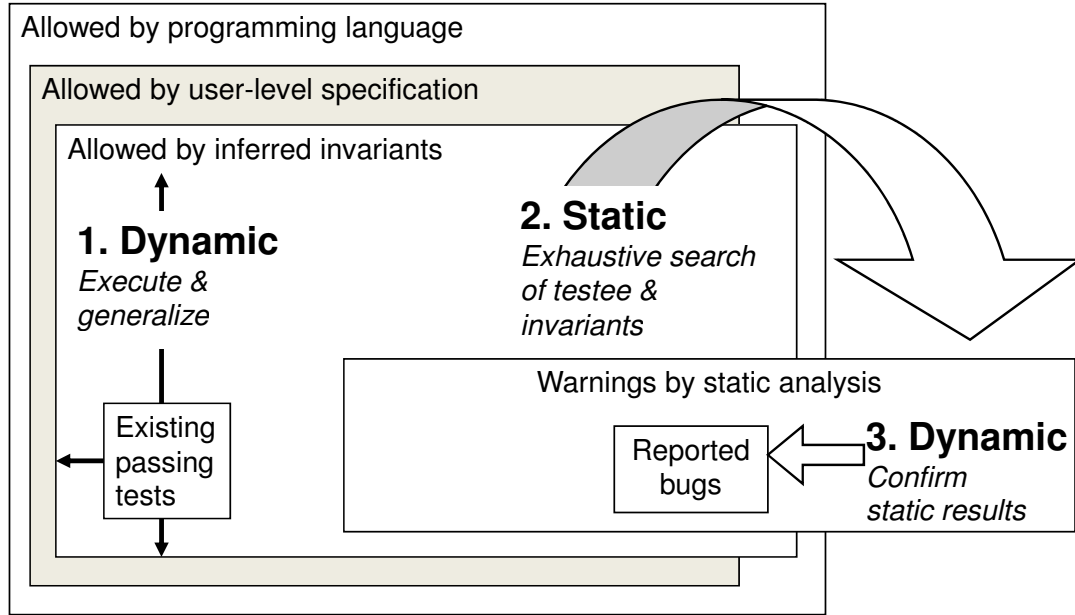 Allowed by programming language
Allowed by user-level specification
Allowed by inferred invariants
1. Dynamic
Execute &
generalize
Existing
passing
tests
2. Static
Exhaustive search
of testee &
invariants
Warnings by static analysis
Reported
bugs
3. Dynamic
Confirm
static results